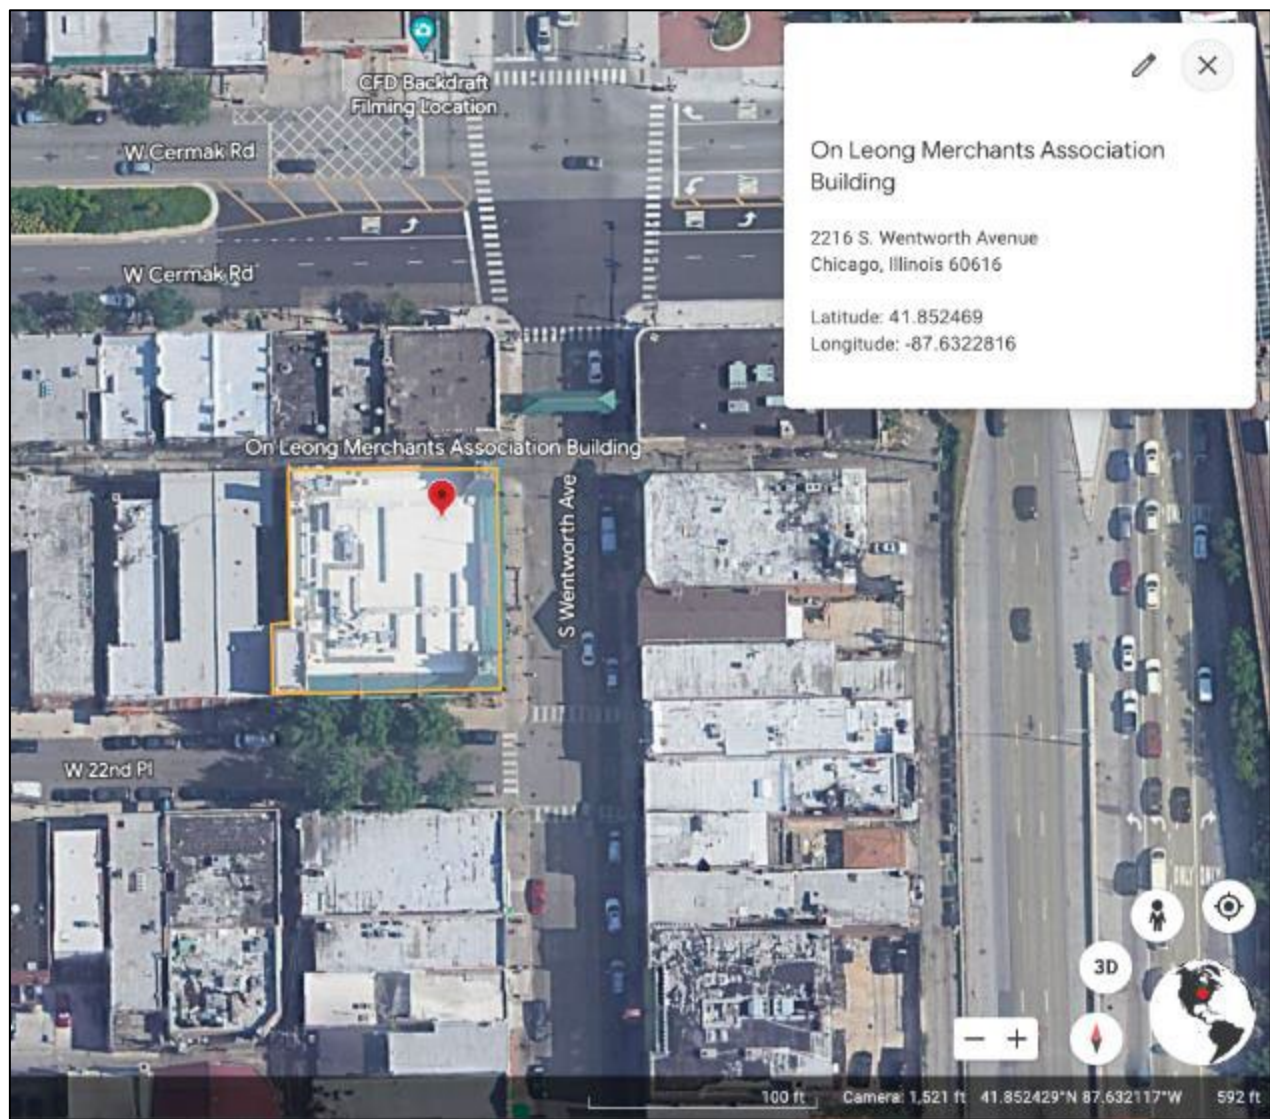 CFD Backdraft
Filming Location
W Cermak Rd
W Cermak Rd
On Leong Merchants Association
Building
2216 S. Wentworth Avenue
Chicago, Illinois 60616
Latitude: 41.852469
Longitude: -87.6322816
On Leong Merchants Association Building
S Wentworth Ave
W 22nd Pl
ONLY ONLY
3D
100 ft
Camera: 1,521 ft
41.852429°N 87.632117°W
592 ft